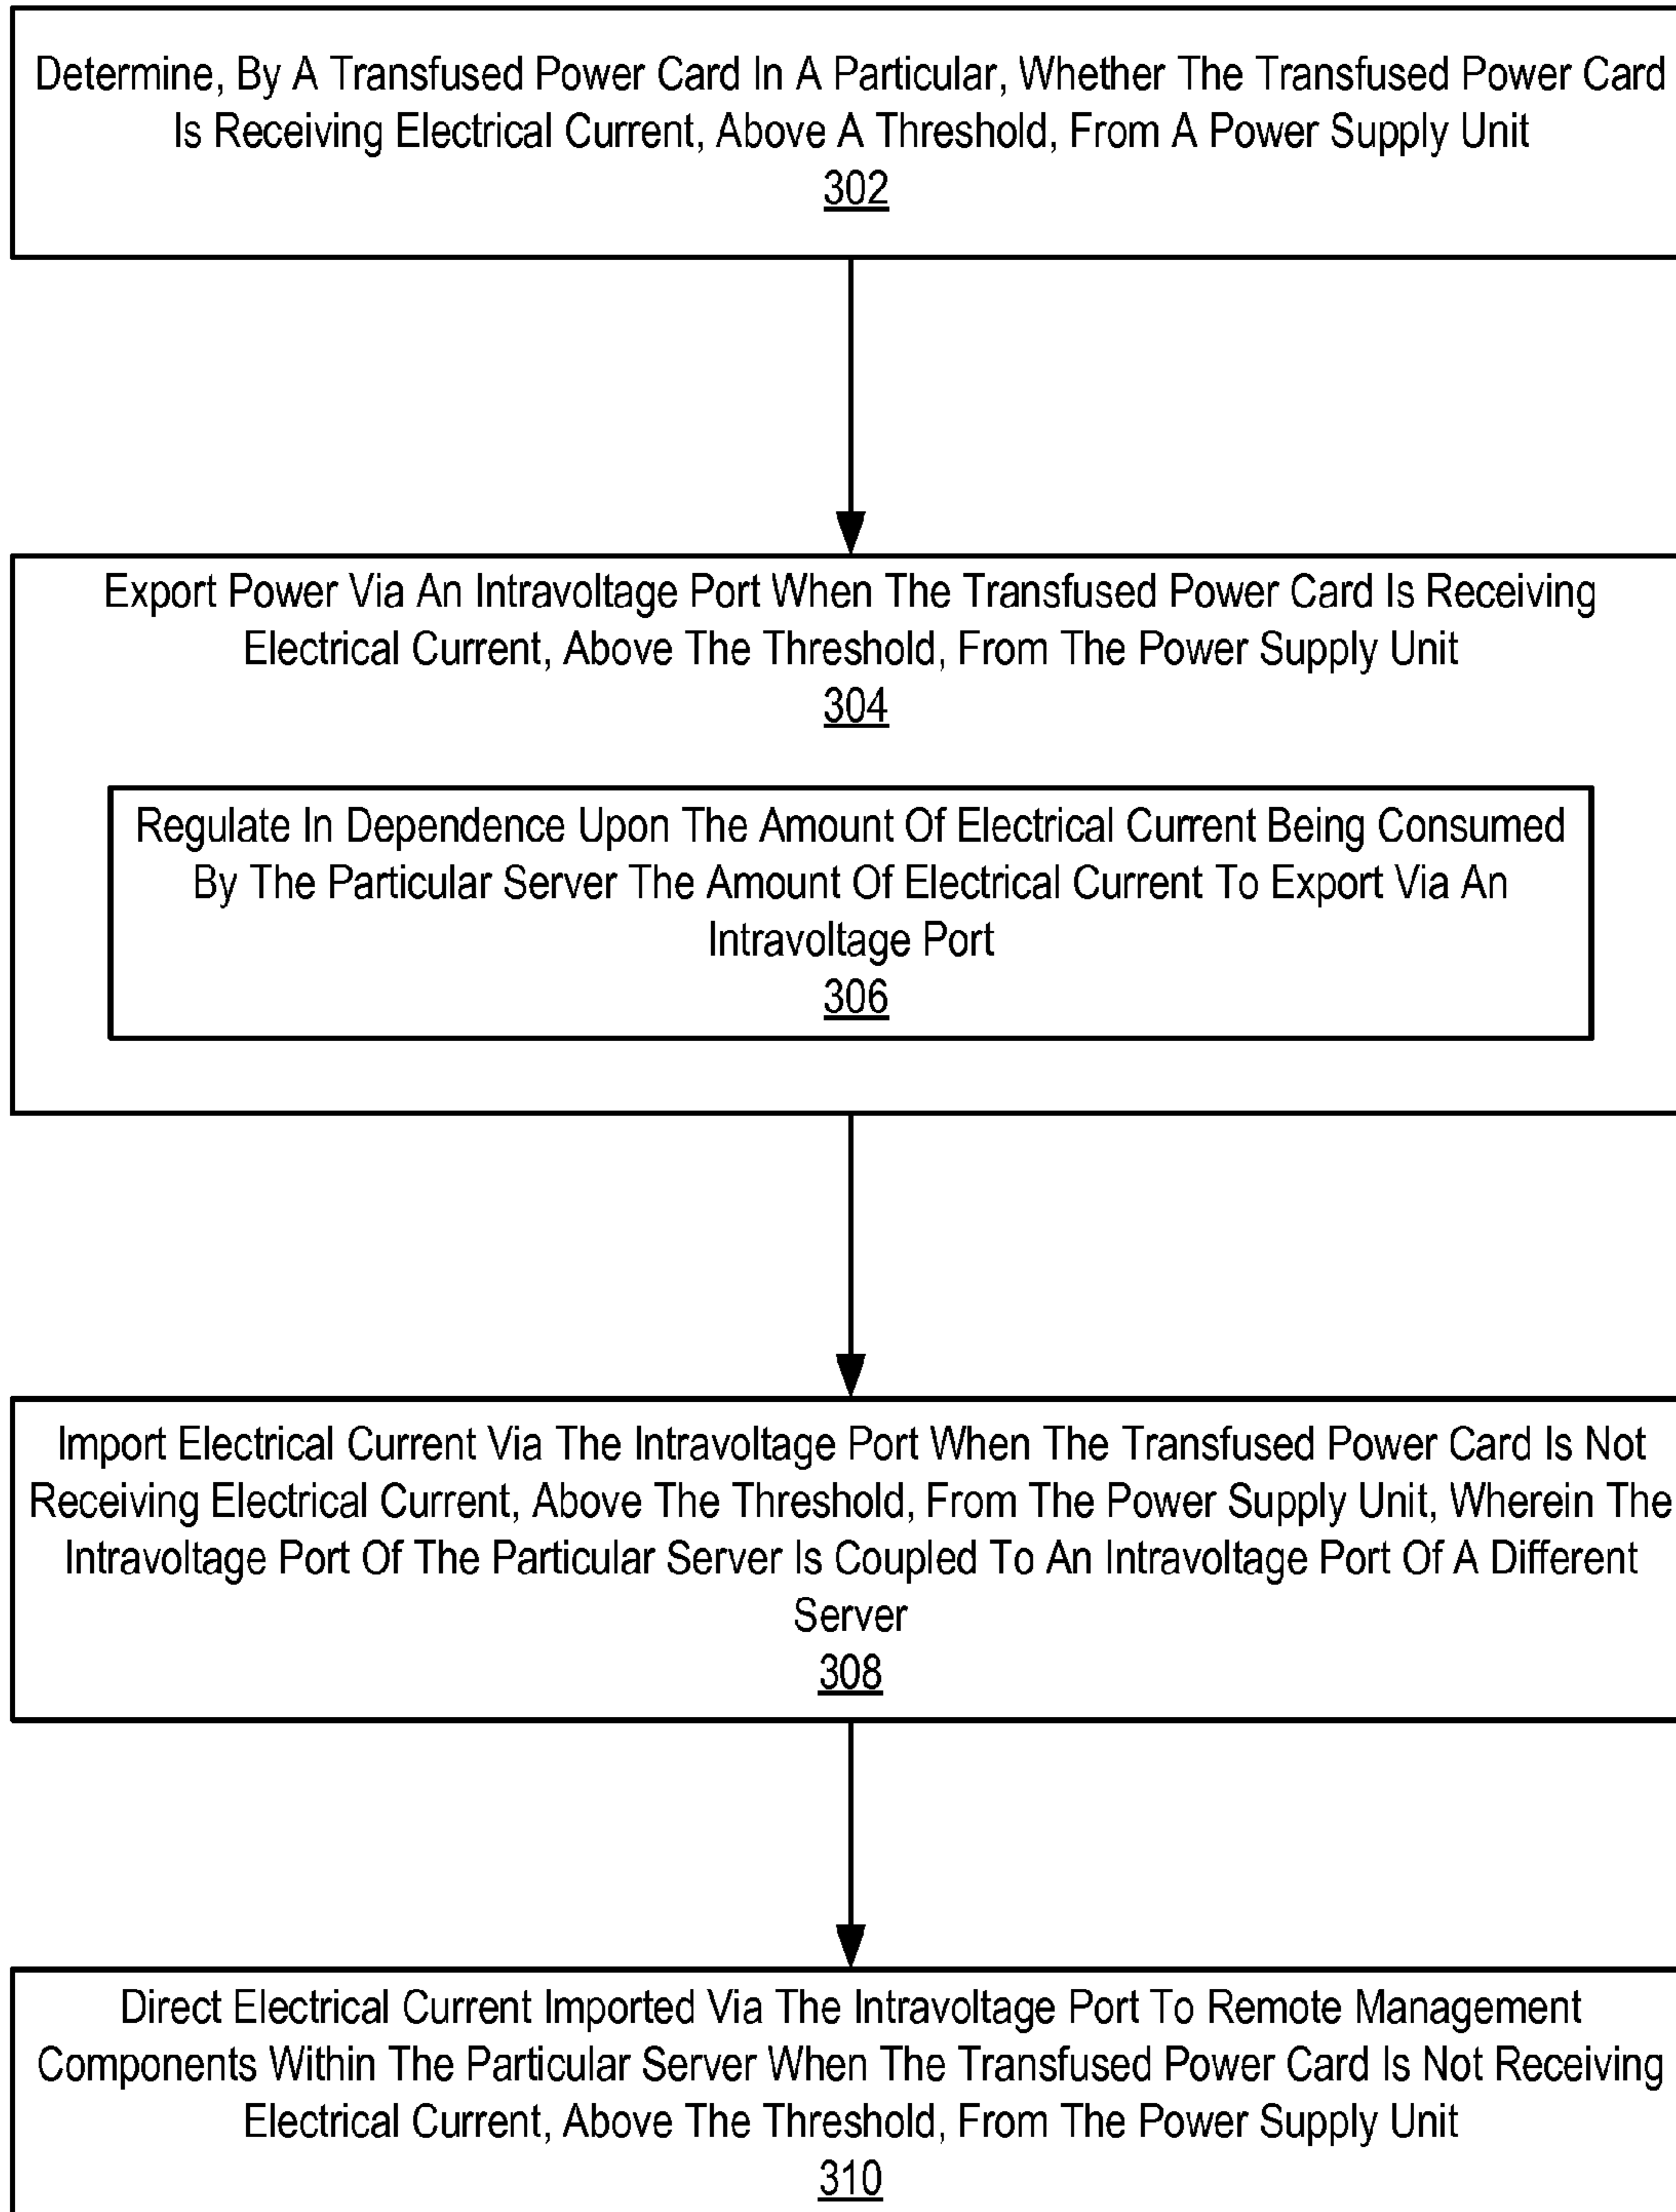 Determine, By A Transfused Power Card In A Particular, Whether The Transfused Power Card
Is Receiving Electrical Current, Above A Threshold, From A Power Supply Unit
302
Export Power Via An Intravoltage Port When The Transfused Power Card Is Receiving
Electrical Current, Above The Threshold, From The Power Supply Unit
304
Regulate In Dependence Upon The Amount Of Electrical Current Being Consumed
By The Particular Server The Amount Of Electrical Current To Export Via An
Intravoltage Port
306
Import Electrical Current Via The Intravoltage Port When The Transfused Power Card Is Not
Receiving Electrical Current, Above The Threshold, From The Power Supply Unit, Wherein The
Intravoltage Port Of The Particular Server Is Coupled To An Intravoltage Port Of A Different
Server
308
Direct Electrical Current Imported Via The Intravoltage Port To Remote Management
Components Within The Particular Server When The Transfused Power Card Is Not Receiving
Electrical Current, Above The Threshold, From The Power Supply Unit
310